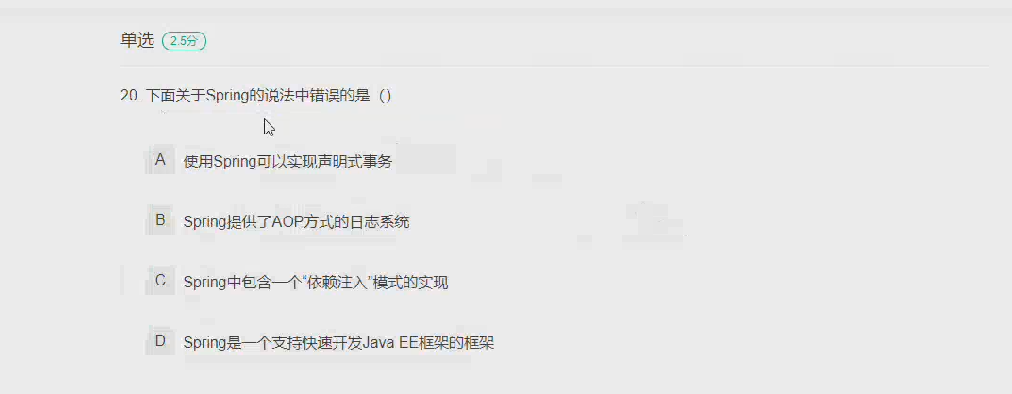 单选 2.5分
20 下面关于Spring的说法中错误的是（）
A 使用Spring可以实现声明式事务
B Spring提供了AOP方式的日志系统
C Spring中包含一个“依赖注入”模式的实现
D Spring是一个支持快速开发Java EE框架的框架